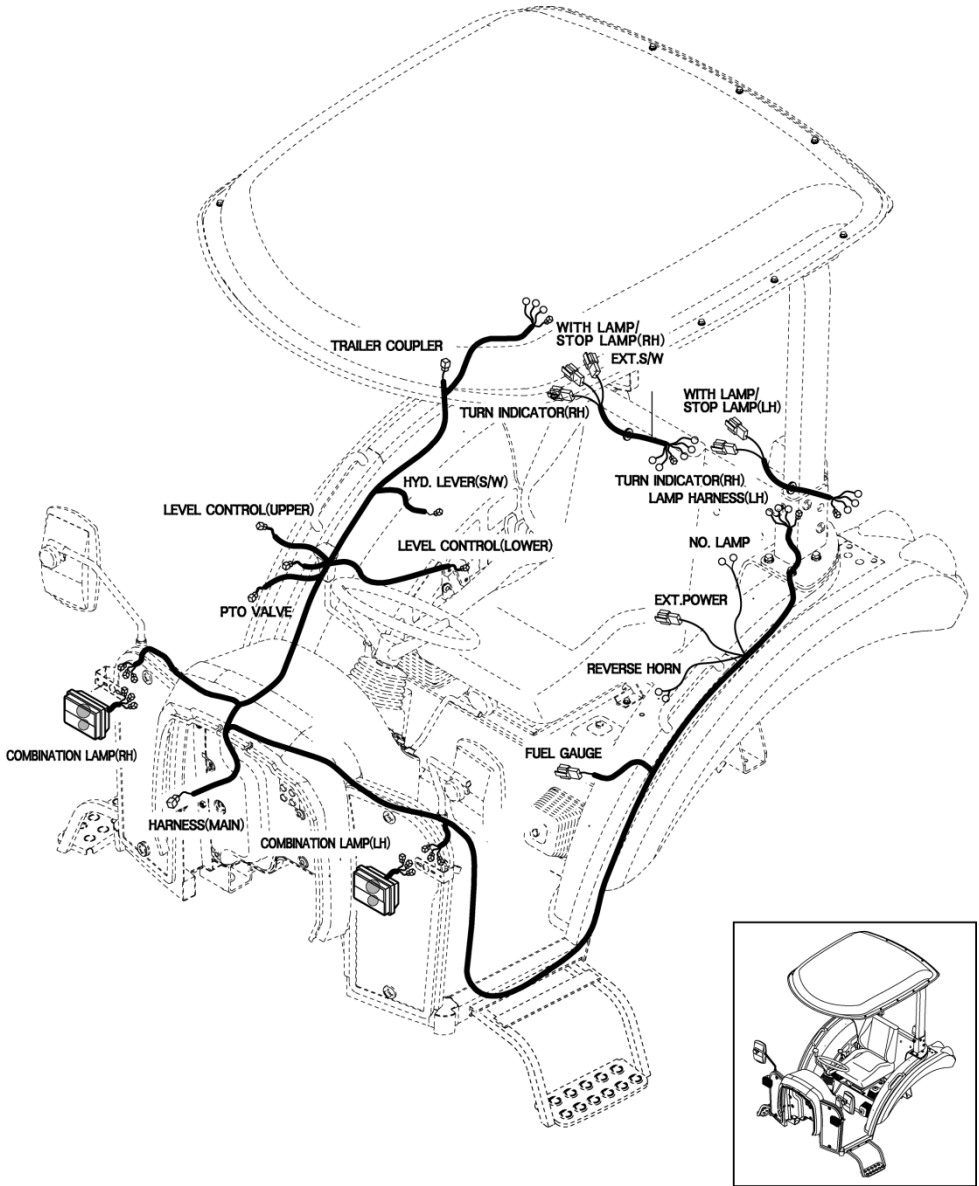 WITH LAMP/
STOP LAMP(RH)
TRAILER COUPLER
EXT.S/W
WITH LAMP/
STOP LAMP(LH)
TURN INDICATOR(RH)
TURN INDICATOR(RH)
HYD. LEVER(S/W)
LAMP HARNESS(LH)
LEVEL CONTROL(UPPER)
LEVEL CONTROL(LOWER)
NO. LAMP
PTO VALVE
EXT.POWER
REVERSE HORN
COMBINATION LAMP(RH)
FUEL GAUGE
HARNESS(MAIN)
COMBINATION LAMP(LH)